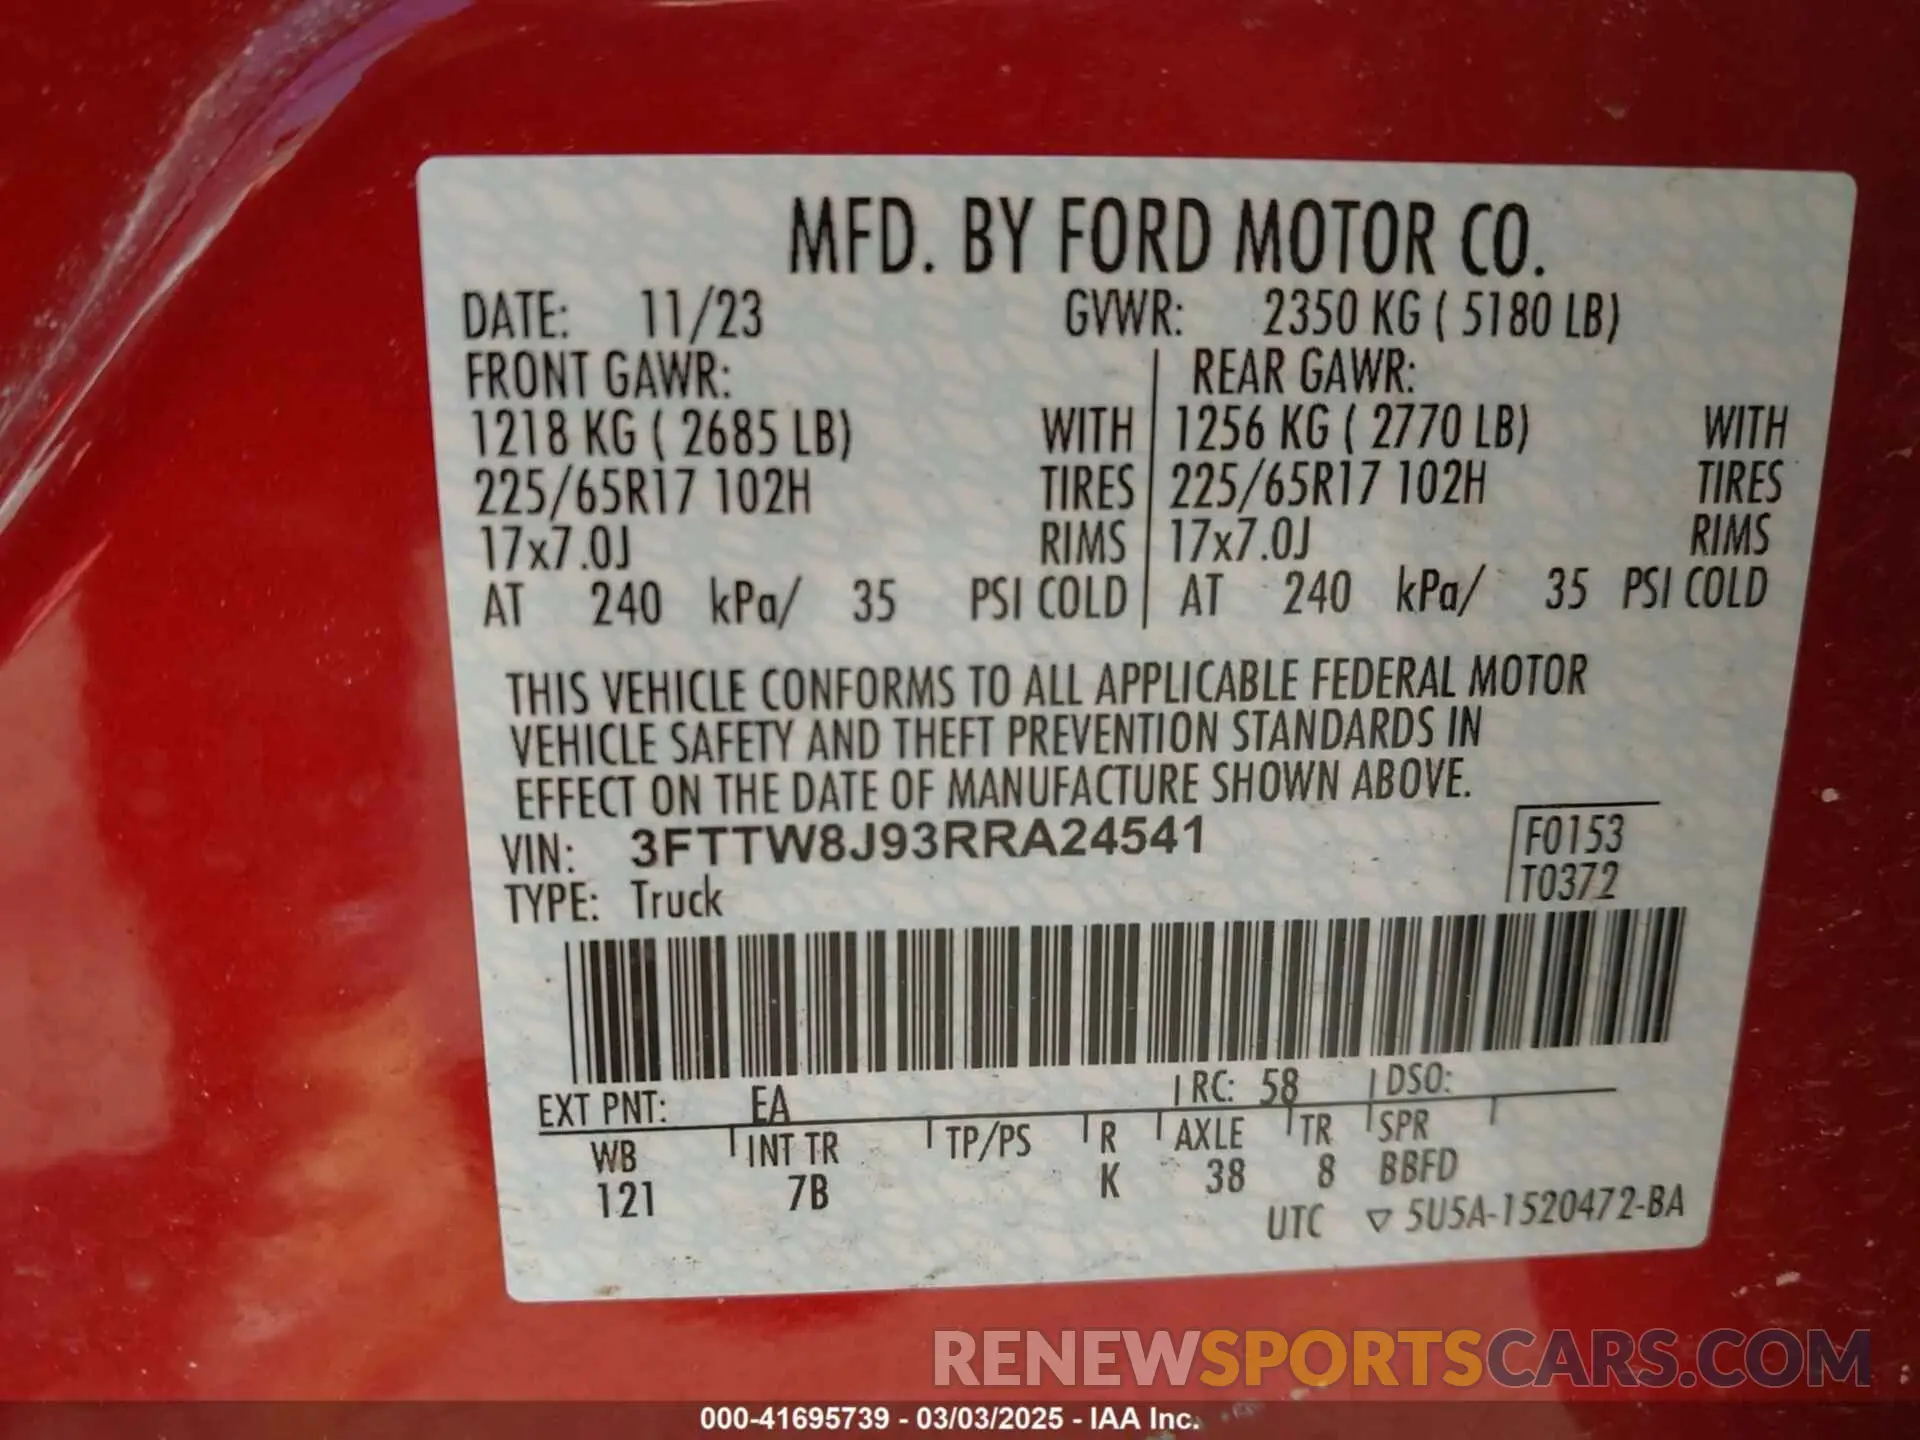 MFD. BY FORD MOTOR CO.
DATE: 11/23 GVWR: 2350 KG ( 5180 LB)
FRONT GAWR: REAR GAWR:
1218 KG ( 2685 LB) WITH 1256 KG ( 2770 LB) WITH
225/65R17 102H TIRES 225/65R17 102H TIRES
17x7.0J RIMS 17x7.0J RIMS
AT 240 kPa/ 35 PSI COLD AT 240 kPa/ 35 PSI COLD
THIS VEHICLE CONFORMS TO ALL APPLICABLE FEDERAL MOTOR
VEHICLE SAFETY AND THEFT PREVENTION STANDARDS IN
EFFECT ON THE DATE OF MANUFACTURE SHOWN ABOVE.
VIN: 3FTTW8J93RRA24541 F0153
TYPE: Truck T0372
EXT PNT: EA RC: 58 DSO:
WB INT TR TP/PS R AXLE TR SPR
121 7B K 38 8 BBFD
UTC ▽ 5U5A-1520472-BA
RENEWSPORTSCARS.COM
000-41695739 - 03/03/2025 - IAA Inc.